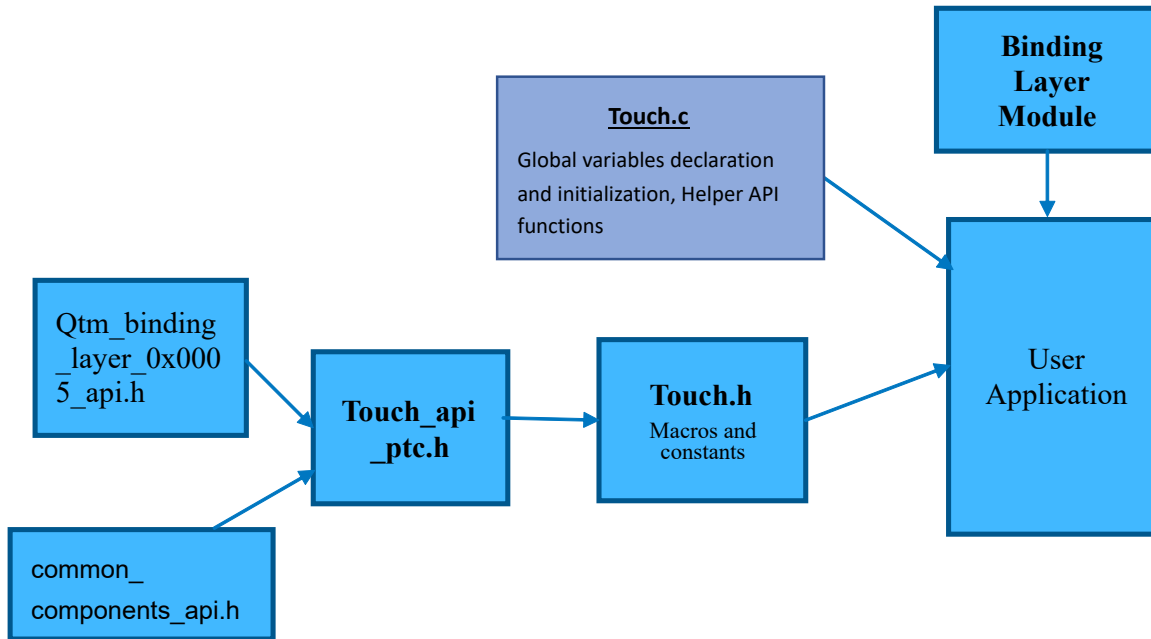 Binding
Layer
Module
Touch.c
Global variables declaration
and initialization, Helper API
functions
Qtm_binding
_layer_0x000
5_api.h
Touch_api
_ptc.h
Touch.h
Macros and
constants
User
Application
common_
components_api.h